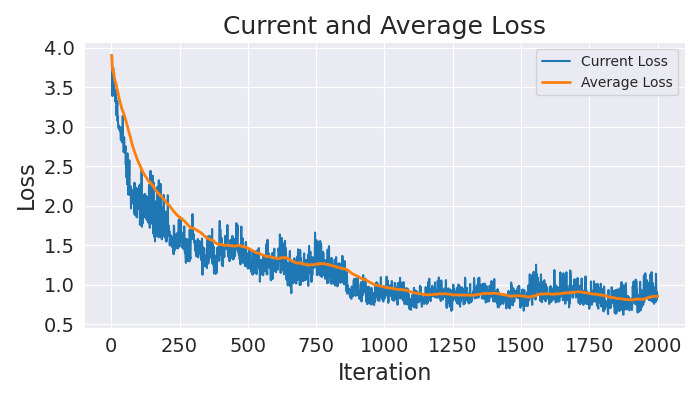 Current and Average Loss
Current Loss
Average Loss
Loss
4.0
3.5
3.0
2.5
2.0
1.5
1.0
0.5
0 250 500 750 1000 1250 1500 1750 2000
Iteration